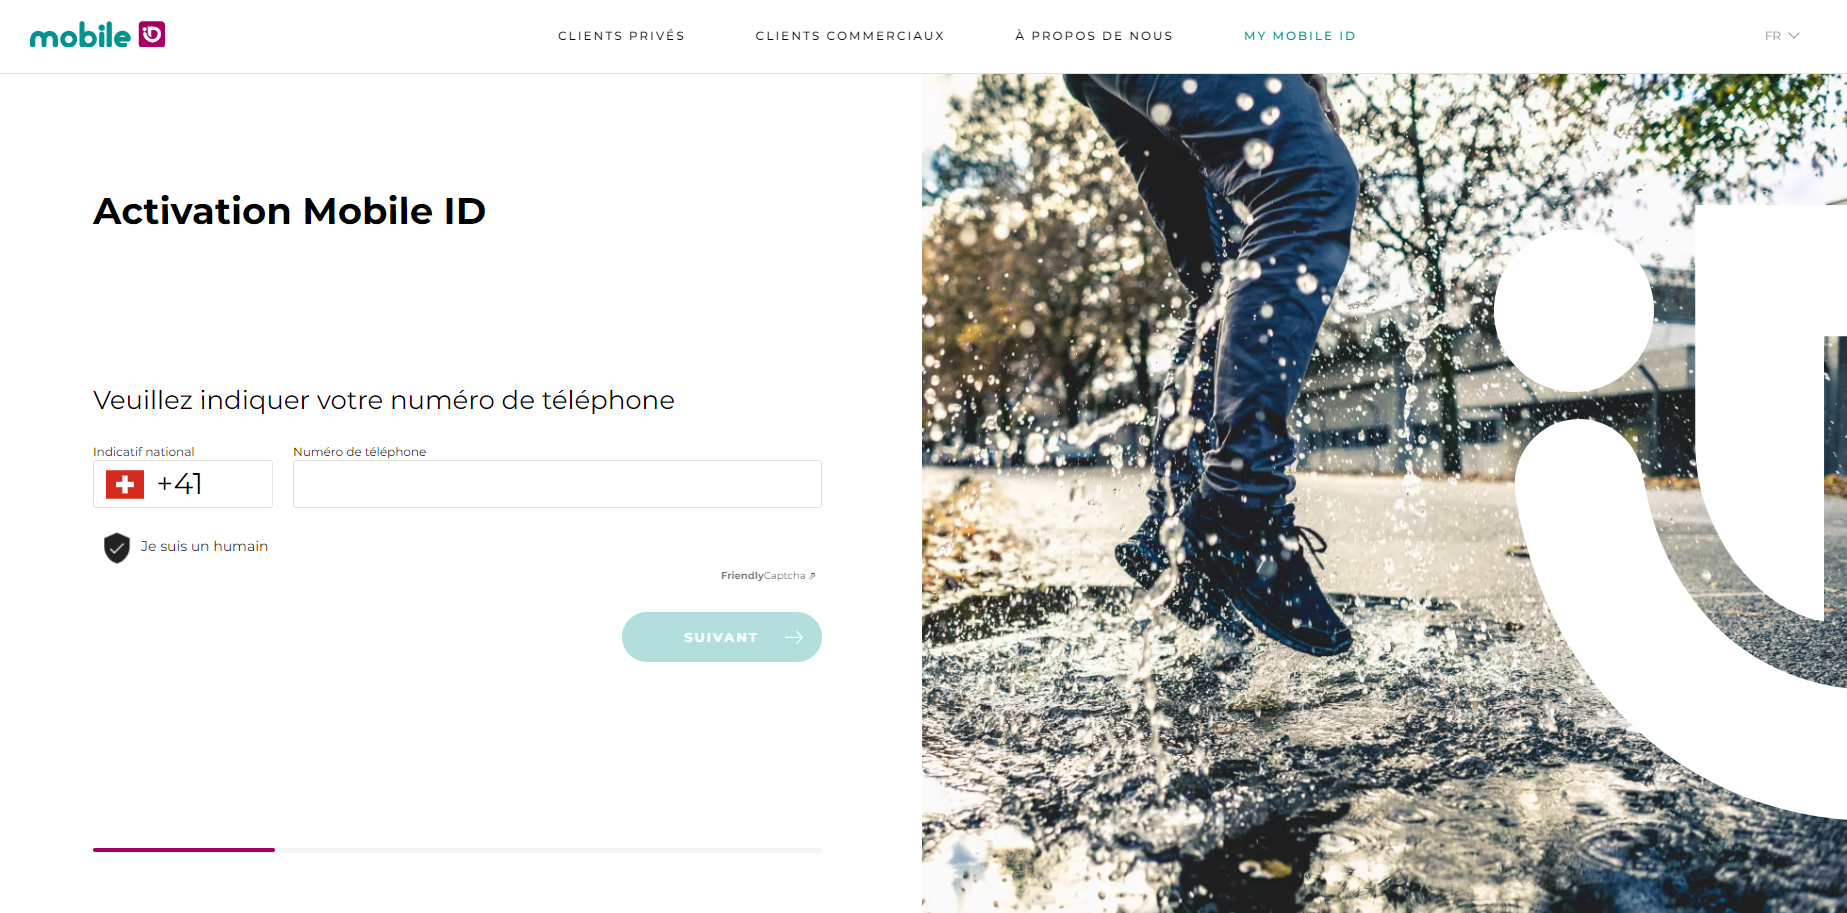 mobile iD
CLIENTS PRIVÉS
CLIENTS COMMERCIAUX
À PROPOS DE NOUS
MY MOBILE ID
FR
Activation Mobile ID
Veuillez indiquer votre numéro de téléphone
Indicatif national
Numéro de téléphone
+41
Je suis un humain
FriendlyCaptcha ⇗
SUIVANT